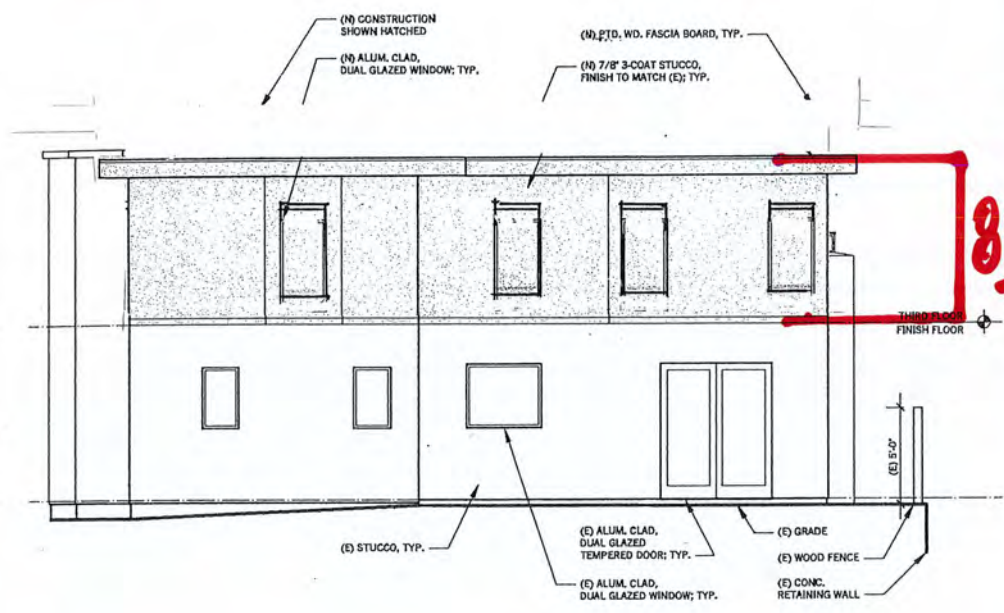 (N) CONSTRUCTION
SHOWN HATCHED
(N) ALUM. CLAD,
DUAL GLAZED WINDOW; TYP.
(N) PTD. WD. FASCIA BOARD, TYP.
(N) 7/8" 3-COAT STUCCO,
FINISH TO MATCH (E); TYP.
THIRD FLOOR
FINISH FLOOR
(E) 5'-0"
(E) STUCCO, TYP.
(E) ALUM. CLAD,
DUAL GLAZED
TEMPERED DOOR; TYP.
(E) ALUM. CLAD,
DUAL GLAZED WINDOW; TYP.
(E) GRADE
(E) WOOD FENCE
(E) CONC.
RETAINING WALL